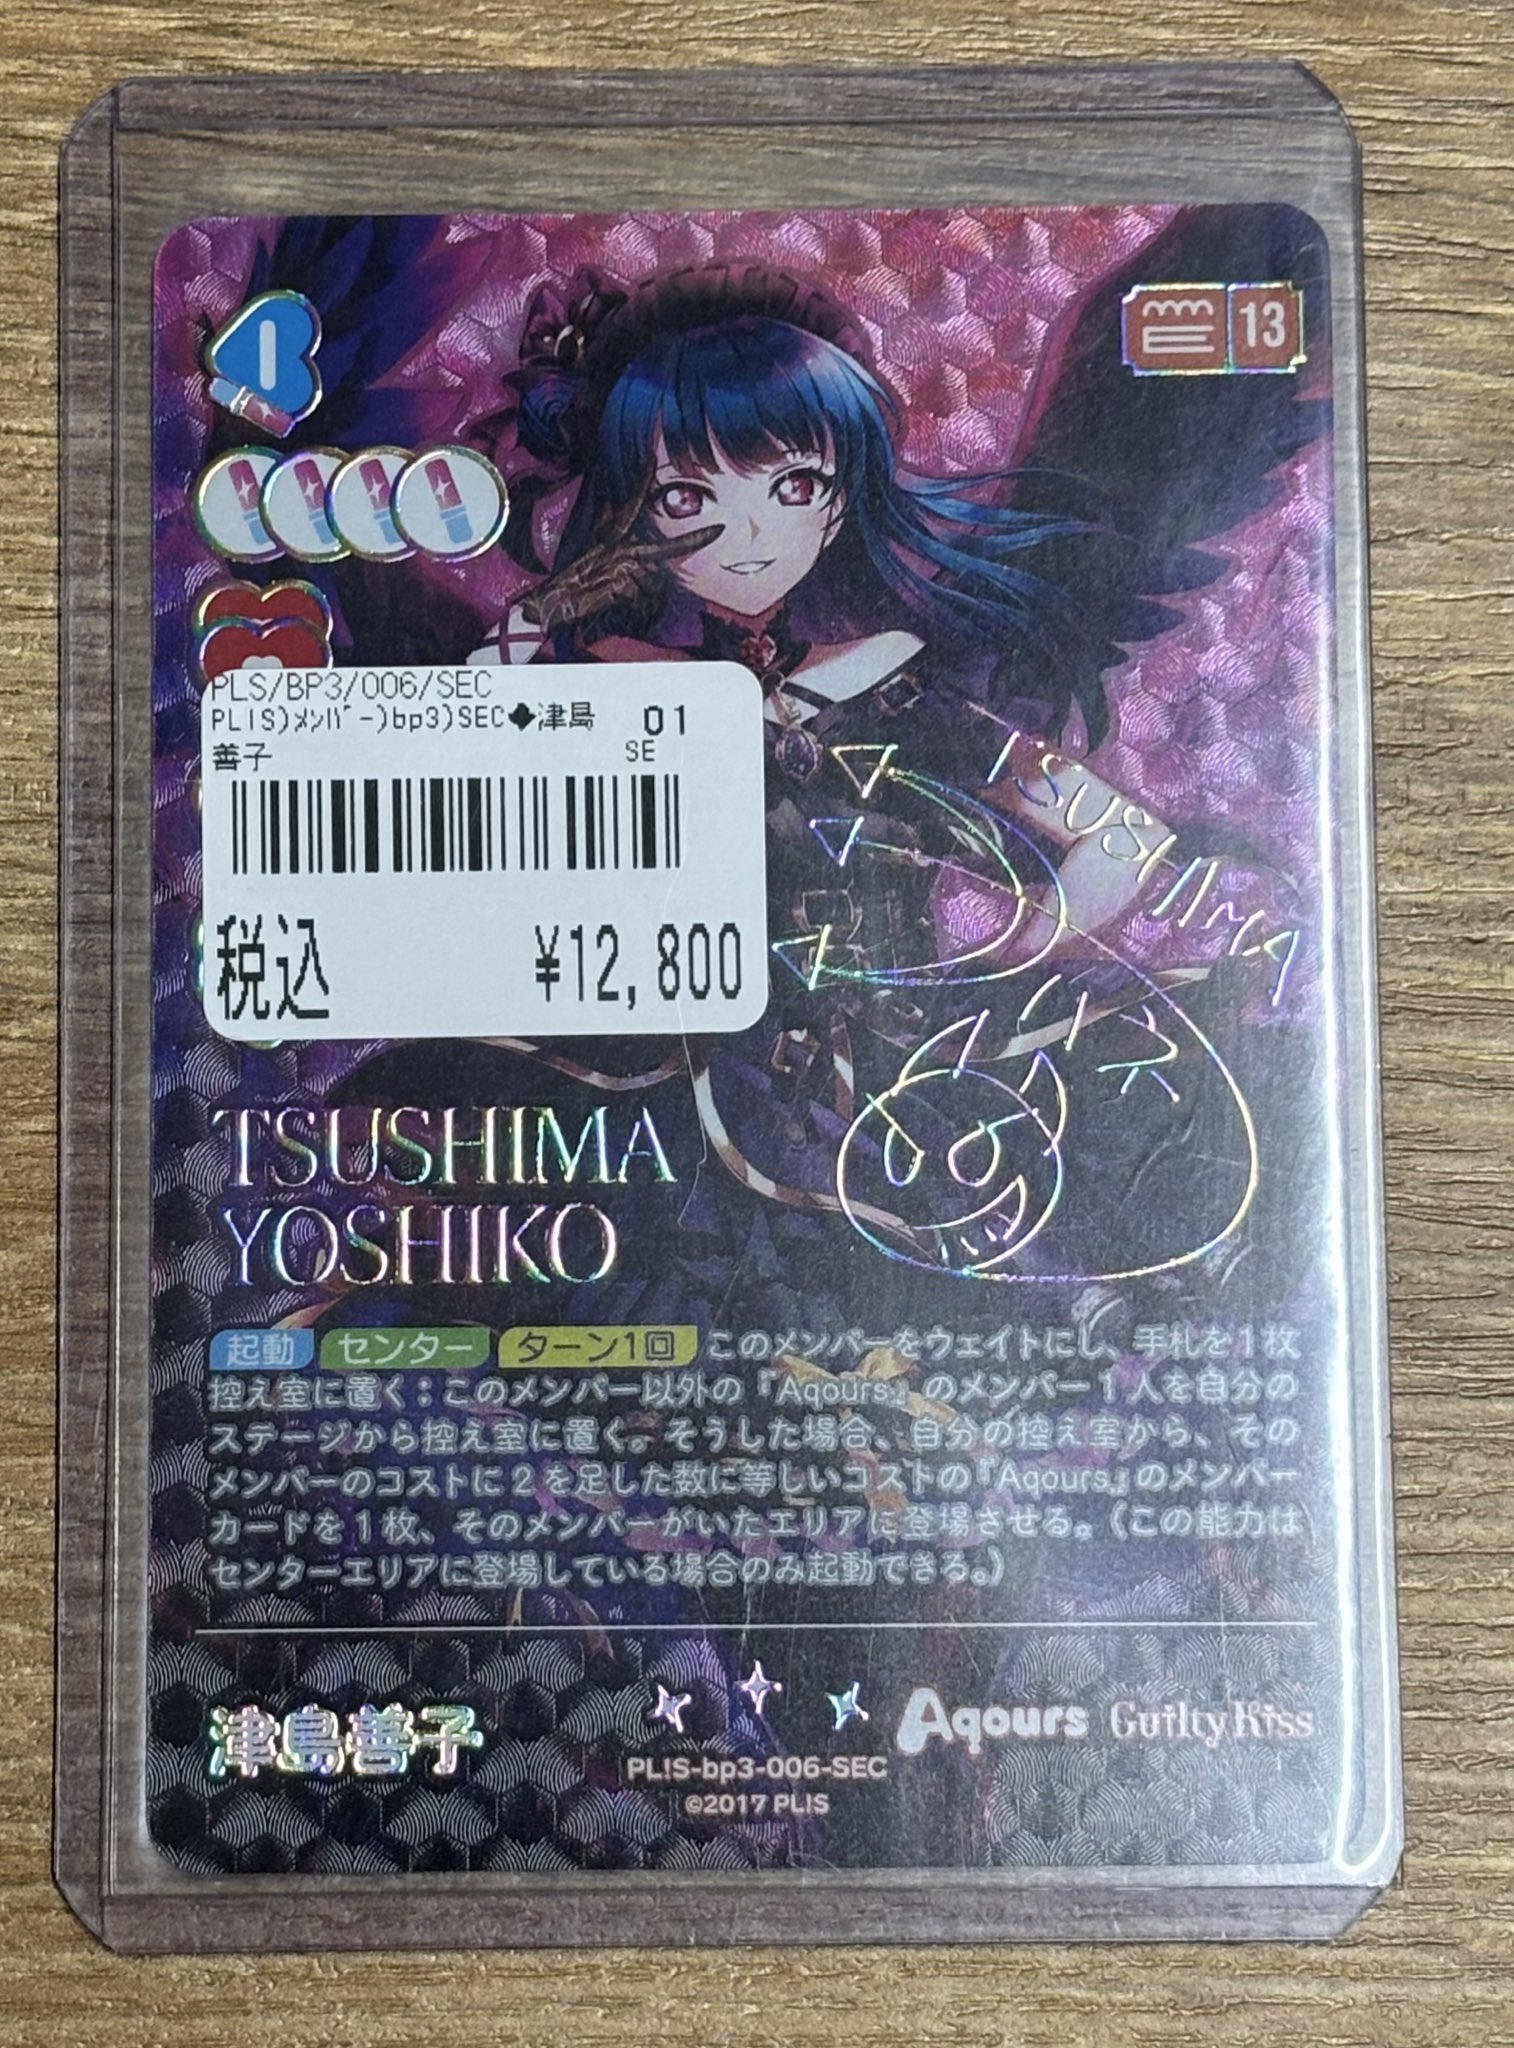 1
13
PLS/BP3/006/SEC
PLIS)ﾒﾝﾊﾞｰ)bp3)SEC◆津島 01
善子 SE
税込 ¥12,800
TSUSHIMA
TSUSHIMA
YOSHIKO
起動 センター ターン1回 このメンバーをウェイトにし、手札を1枚
控え室に置く：このメンバー以外の『Aqours』のメンバー1人を自分の
ステージから控え室に置く。そうした場合、自分の控え室から、その
メンバーのコストに2を足した数に等しいコストの『Aqours』のメンバー
カードを1枚、そのメンバーがいたエリアに登場させる。（この能力は
センターエリアに登場している場合のみ起動できる。）
津島善子
Aqours Guilty Kiss
PL!S-bp3-006-SEC
©2017 PL!S